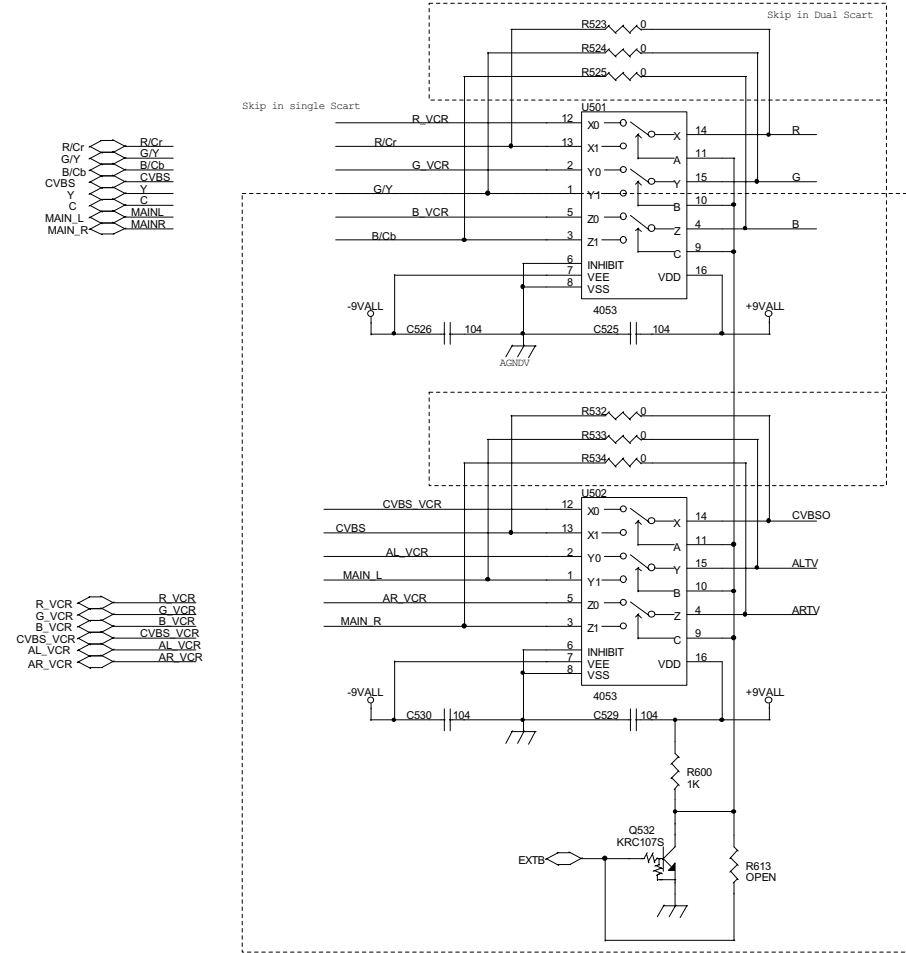 Skip in Dual Scart
R523 0
R524 0
R525 0
Skip in single Scart
U501
R_VCR 12 X0 X 14 R
R/Cr 13 X1 A 11
G_VCR 2 Y0 Y 15 G
G/Y 1 Y1 B 10
B_VCR 5 Z0 Z 4 B
B/Cb 3 Z1 C 9
6 INHIBIT
7 VEE VDD 16
8 VSS
4053
R/Cr R/Cr
G/Y G/Y
B/Cb B/Cb
CVBS CVBS
Y Y
C C
MAIN_L MAINL
MAIN_R MAINR
-9VALL +9VALL
C526 104 C525 104
AGNDV
R532 0
R533 0
R534 0
U502
CVBS_VCR 12 X0 X 14 CVBSO
CVBS 13 X1 A 11
AL_VCR 2 Y0 Y 15 ALTV
MAIN_L 1 Y1 B 10
AR_VCR 5 Z0 Z 4 ARTV
MAIN_R 3 Z1 C 9
6 INHIBIT
7 VEE VDD 16
8 VSS
4053
R_VCR R_VCR
G_VCR G_VCR
B_VCR B_VCR
CVBS_VCR CVBS_VCR
AL_VCR AL_VCR
AR_VCR AR_VCR
-9VALL +9VALL
C530 104 C529 104
R600
1K
Q532
KRC107S
EXTB
R613
OPEN